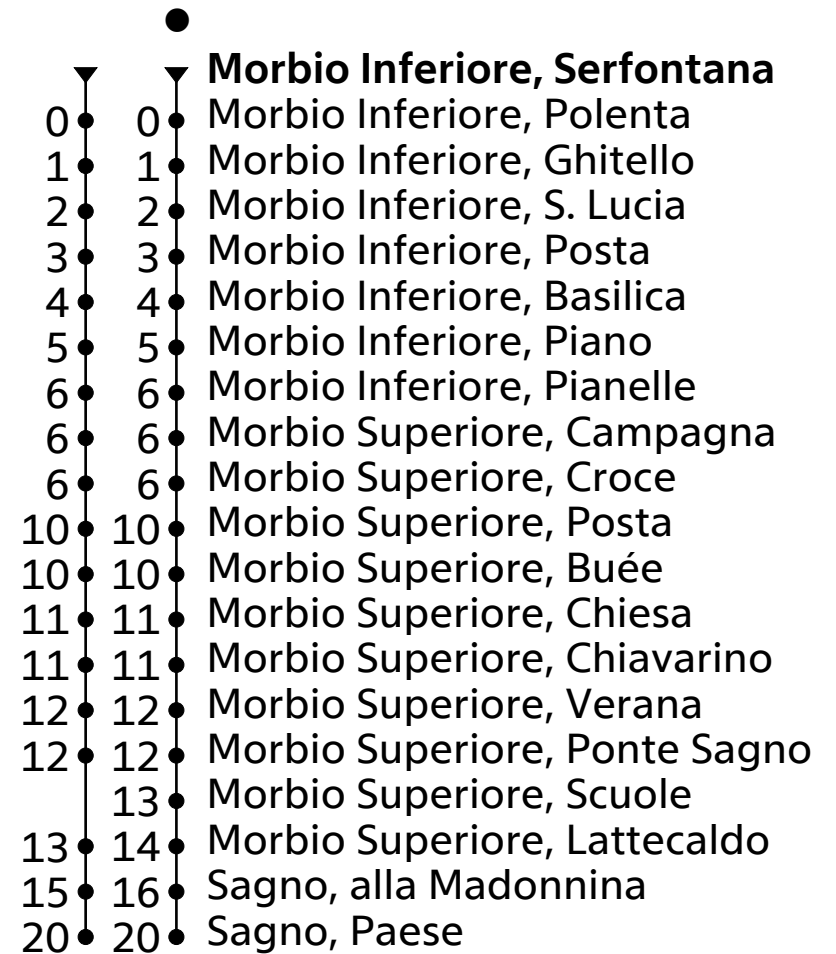 ●
Morbio Inferiore, Serfontana
0 0 Morbio Inferiore, Polenta
1 1 Morbio Inferiore, Ghitello
2 2 Morbio Inferiore, S. Lucia
3 3 Morbio Inferiore, Posta
4 4 Morbio Inferiore, Basilica
5 5 Morbio Inferiore, Piano
6 6 Morbio Inferiore, Pianelle
6 6 Morbio Superiore, Campagna
6 6 Morbio Superiore, Croce
10 10 Morbio Superiore, Posta
10 10 Morbio Superiore, Buée
11 11 Morbio Superiore, Chiesa
11 11 Morbio Superiore, Chiavarino
12 12 Morbio Superiore, Verana
12 12 Morbio Superiore, Ponte Sagno
13 Morbio Superiore, Scuole
13 14 Morbio Superiore, Lattecaldo
15 16 Sagno, alla Madonnina
20 20 Sagno, Paese